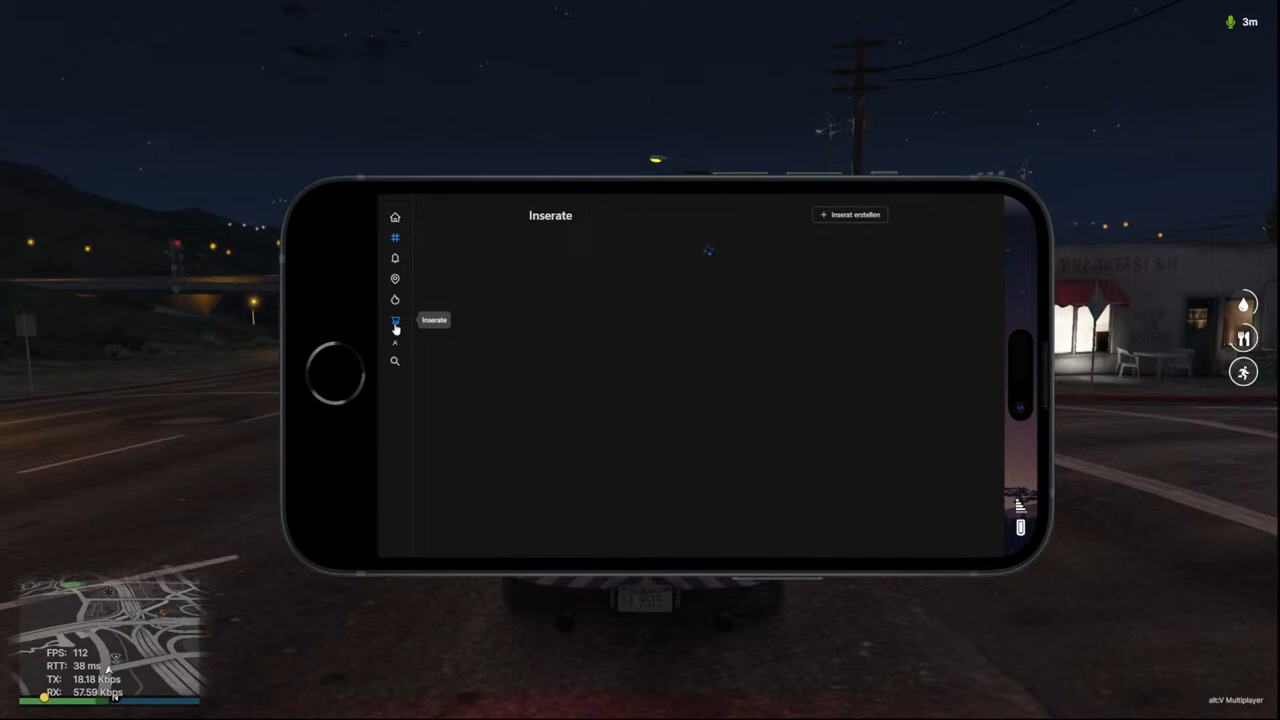 3m
Inserate
+ Inserat erstellen
Inserate
A
BREAKFAST
FPS: 112
RTT: 38 ms
TX: 18.18 Kbps
RX: 57.59 Kbps
N
alt:V Multiplayer